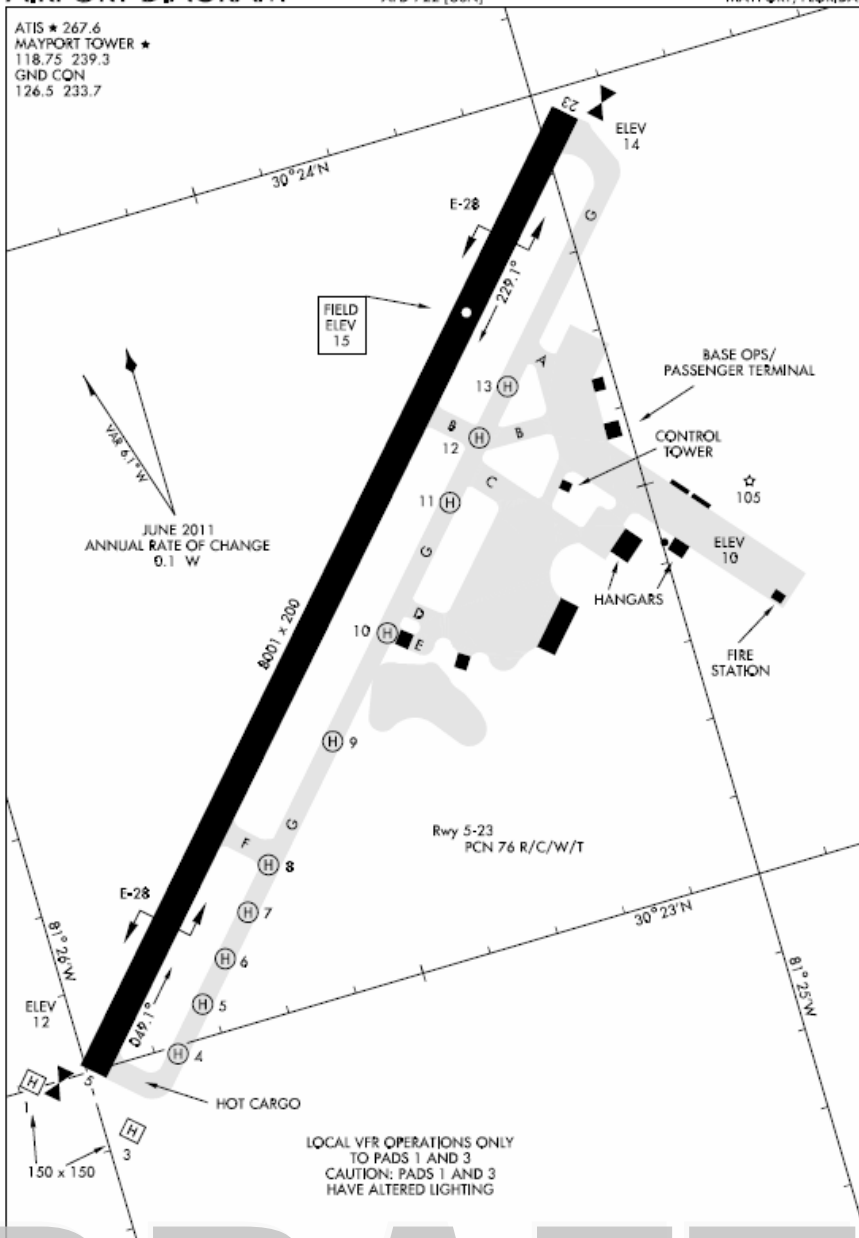 AIRPORT DIAGRAM
ATIS ★ 267.6
MAYPORT TOWER ★
118.75 239.3
GND CON
126.5 233.7
23
ELEV
14
30°24'N
E-28
G
229.1°
FIELD
ELEV
15
A
13 H
BASE OPS/
PASSENGER TERMINAL
B
B
12 H
CONTROL
TOWER
VAR 6.1° W
C
11 H
☆
105
JUNE 2011
ANNUAL RATE OF CHANGE
0.1 W
G
ELEV
10
HANGARS
8001 x 200
D
10 H
E
FIRE
STATION
H 9
G
Rwy 5-23
PCN 76 R/C/W/T
F
H 8
E-28
H 7
30°23'N
81°26'W
H 6
81°25'W
ELEV
12
H 5
049.1°
H 4
H
5
1
HOT CARGO
H
3
150 x 150
LOCAL VFR OPERATIONS ONLY
TO PADS 1 AND 3
CAUTION: PADS 1 AND 3
HAVE ALTERED LIGHTING